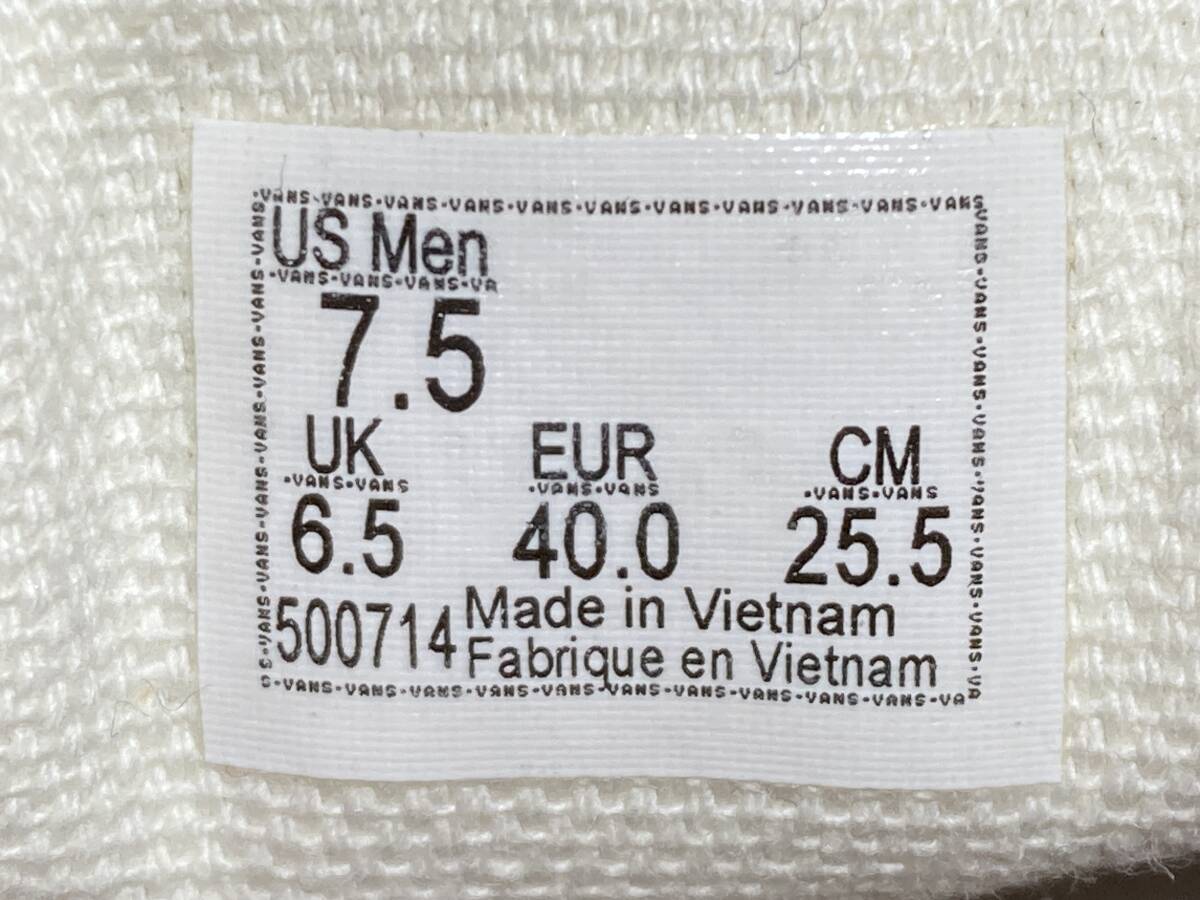 ·VANS·VANS·VANS·VANS·VANS·VANS·VANS·VANS·VANS·VANS·VANS
US Men
·VANS·VANS·VANS·VA
7.5
UK EUR CM
·VANS·VANS ·VANS·VANS ·VANS·VANS
6.5 40.0 25.5
500714 Made in Vietnam
Fabrique en Vietnam
S·VANS·VANS·VANS·VANS·VANS·VANS·VANS·VANS·VANS·VANS·VA